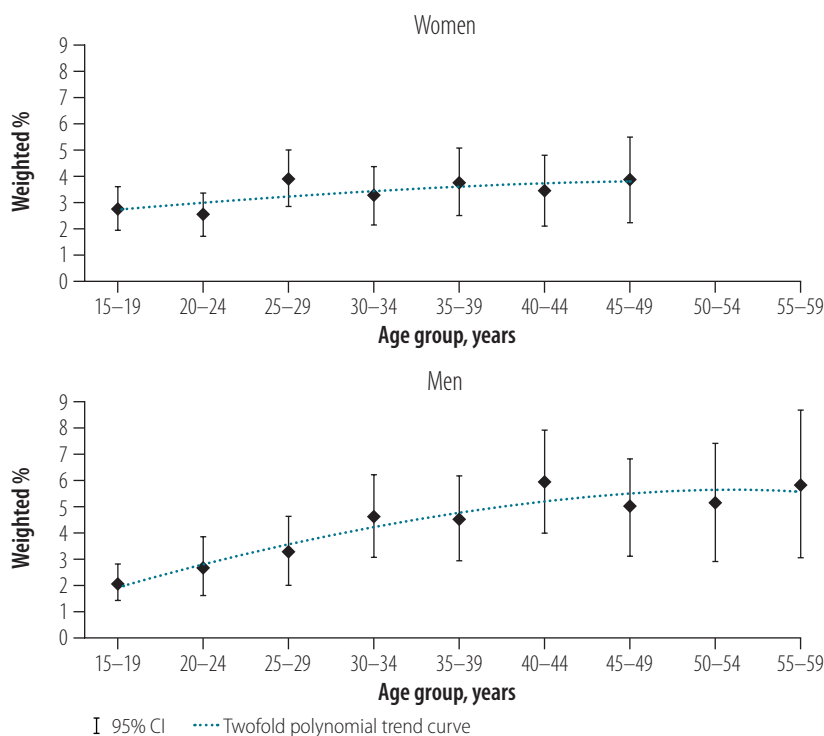 Women
9
8
7
6
5
4
3
2
1
0
Weighted %
15–19 20–24 25–29 30–34 35–39 40–44 45–49 50–54 55–59
Age group, years
Men
9
8
7
6
5
4
3
2
1
0
Weighted %
15–19 20–24 25–29 30–34 35–39 40–44 45–49 50–54 55–59
Age group, years
95% CI Twofold polynomial trend curve